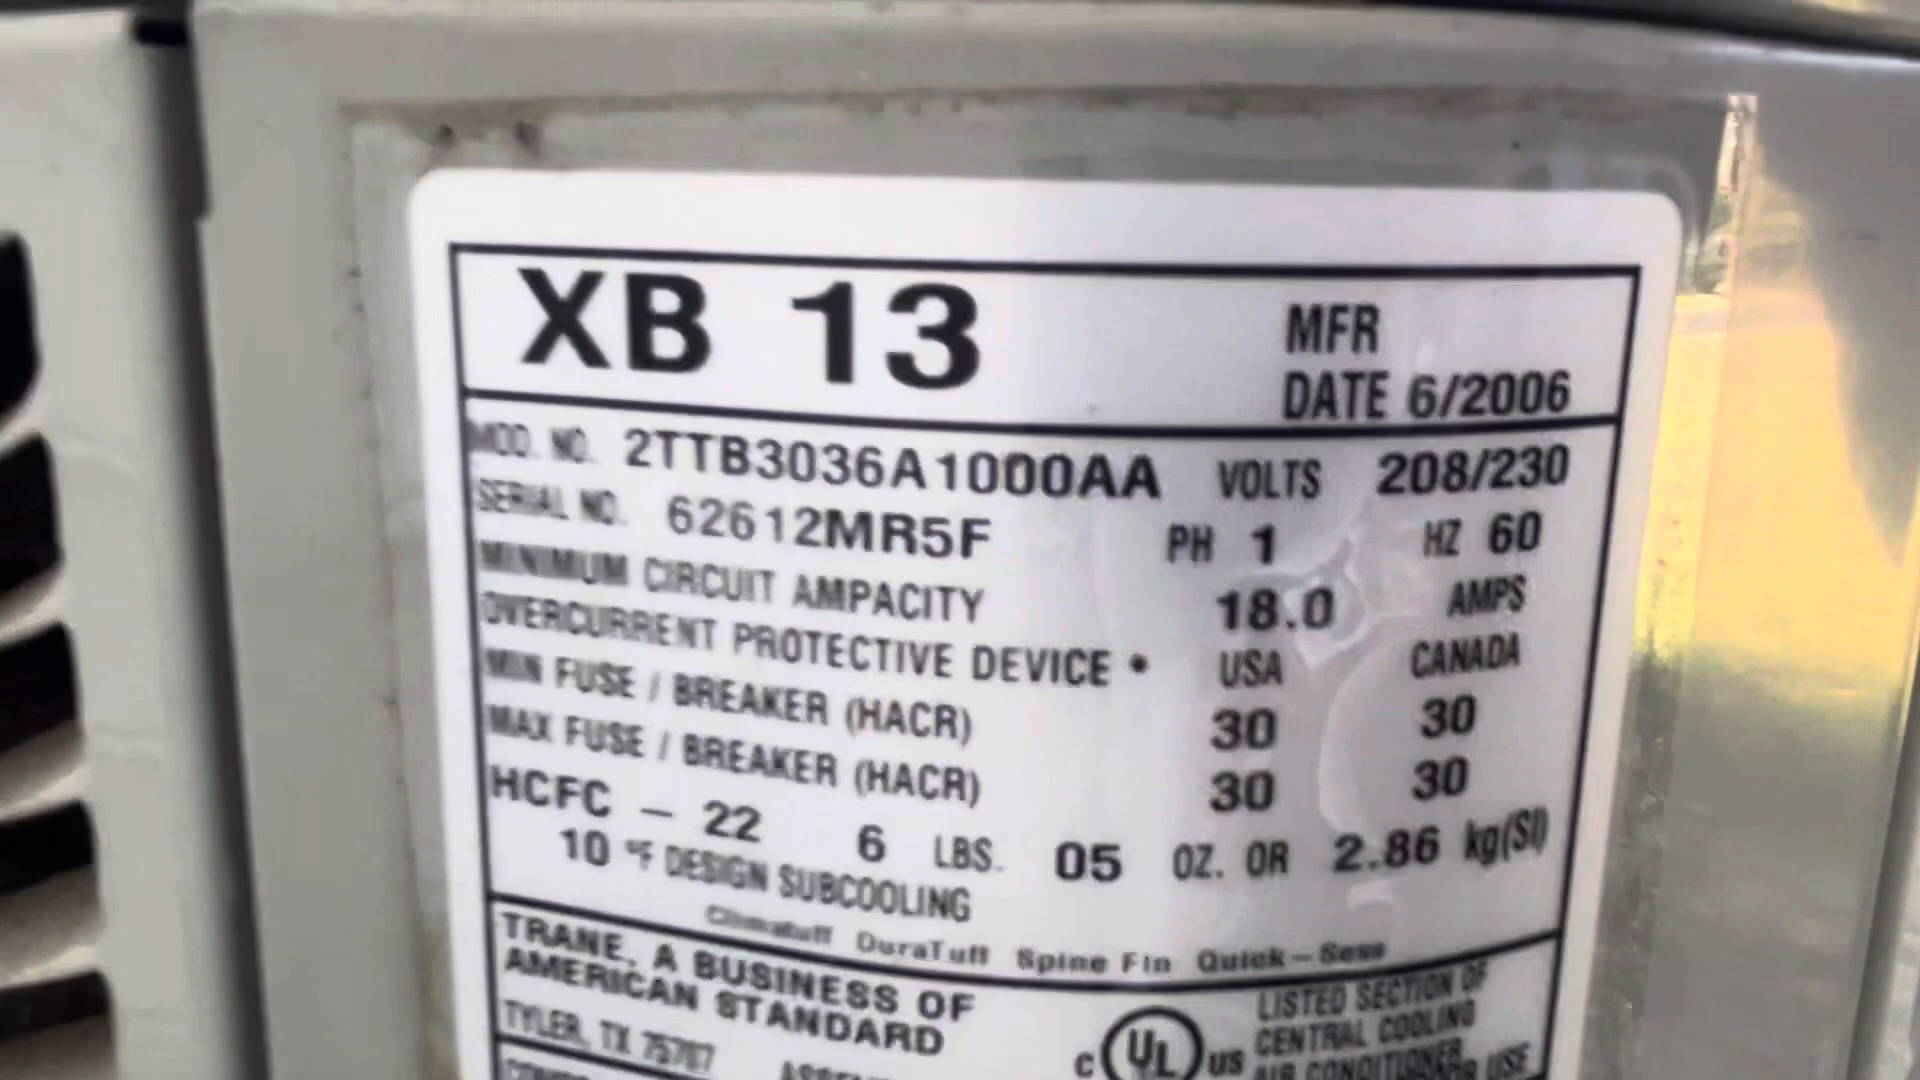 XB 13
MFR
DATE 6/2006
MOD. NO. 2TTB3036A1000AA VOLTS 208/230
SERIAL NO. 62612MR5F PH 1 HZ 60
MINIMUM CIRCUIT AMPACITY 18.0 AMPS
OVERCURRENT PROTECTIVE DEVICE • USA CANADA
MIN FUSE / BREAKER (HACR) 30 30
MAX FUSE / BREAKER (HACR) 30 30
HCFC – 22 6 LBS. 05 OZ. OR 2.86 kg(SI)
10 °F DESIGN SUBCOOLING
Climatuff DuraTuff Spine Fin Quick–Sess
TRANE, A BUSINESS OF
AMERICAN STANDARD
TYLER, TX 75707
C UL US
LISTED SECTION OF
CENTRAL COOLING
AIR CONDITIONER
USE